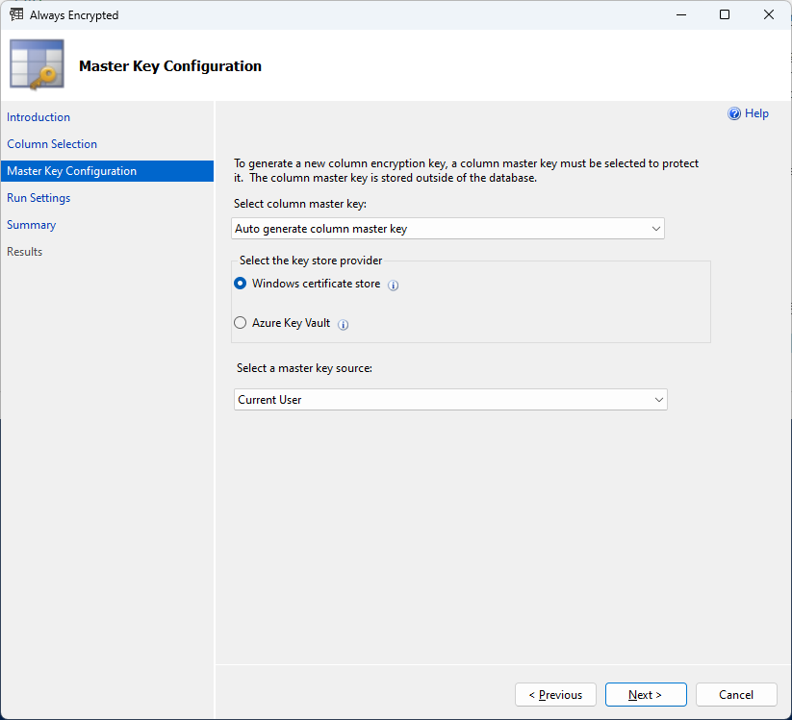 Always Encrypted
Master Key Configuration
Introduction
Column Selection
Master Key Configuration
Run Settings
Summary
Results
Help
To generate a new column encryption key, a column master key must be selected to protect
it.  The column master key is stored outside of the database.
Select column master key:
Auto generate column master key
Select the key store provider
Windows certificate store
Azure Key Vault
Select a master key source:
Current User
< Previous
Next >
Cancel